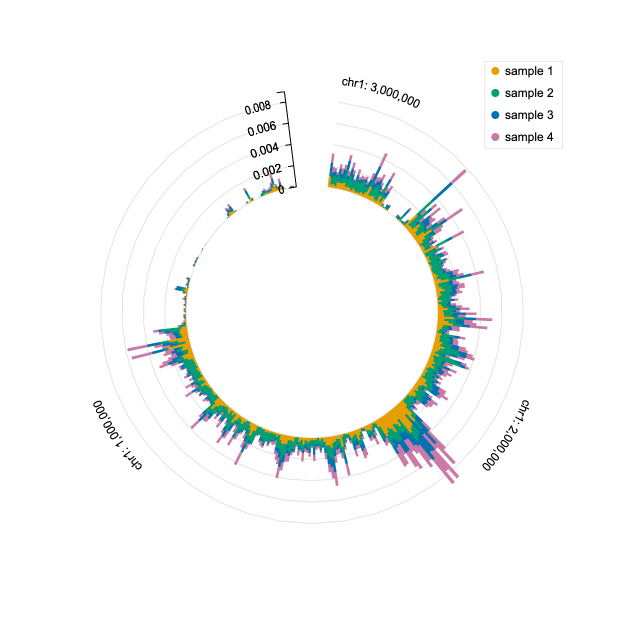 chr1: 3,000,000
sample 1
sample 2
sample 3
sample 4
0.008
0.006
0.004
0.002
0
chr1: 1,000,000
chr1: 2,000,000